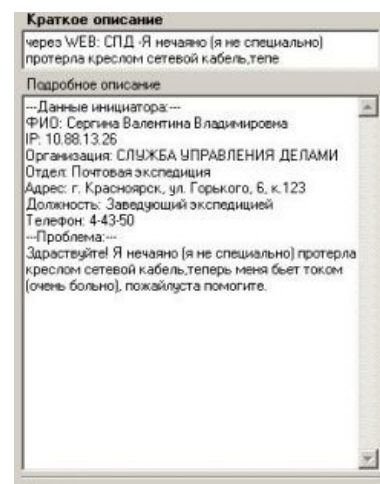 Краткое описание
через WEB: СПД -Я нечаяно (я не специально)
протерла креслом сетевой кабель,тепе
Подробное описание
---Данные инициатора:---
ФИО: Сергина Валентина Владимировна
IP: 10.88.13.26
Организация: СЛУЖБА УПРАВЛЕНИЯ ДЕЛАМИ
Отдел: Почтовая экспедиция
Адрес: г. Красноярск, ул. Горького, 6, к.123
Должность: Заведующий экспедицией
Телефон: 4-43-50
---Проблема:---
Здраствуйте! Я нечаяно (я не специально) протерла
креслом сетевой кабель,теперь меня бьет током
(очень больно), пожайлуста помогите.